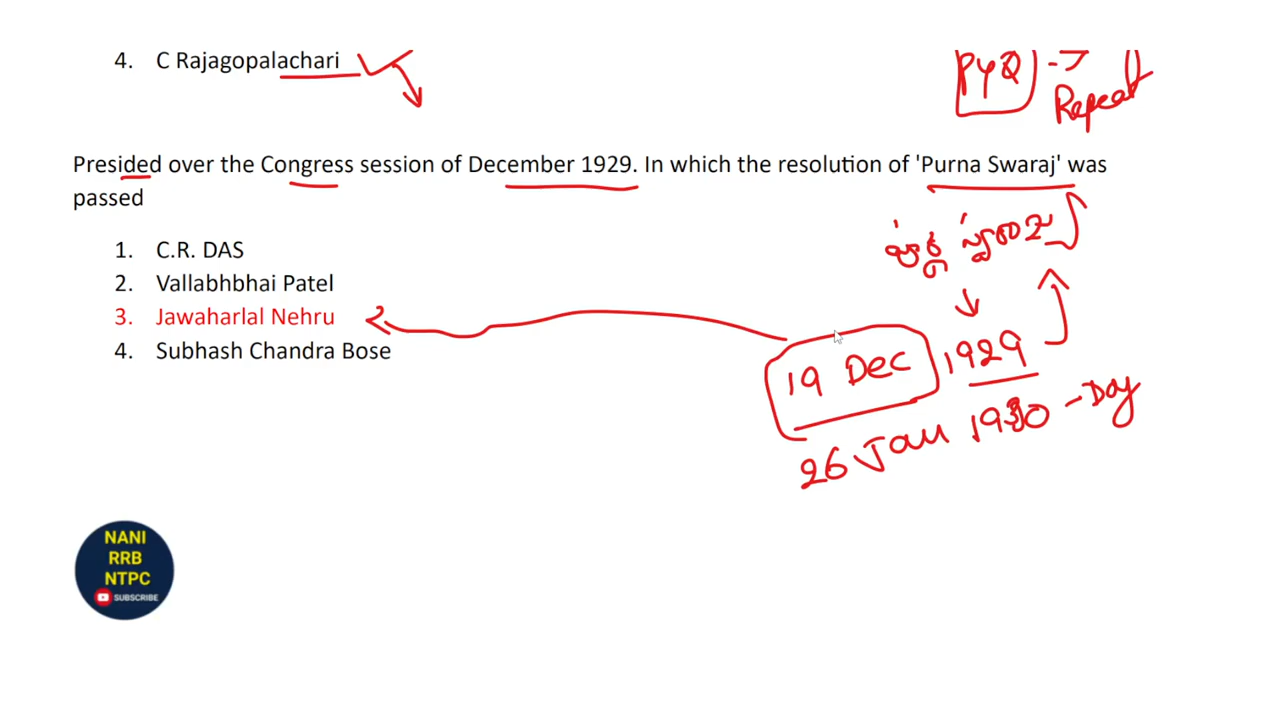 4. C Rajagopalachari
PYQ -> Repeat
Presided over the Congress session of December 1929. In which the resolution of 'Purna Swaraj' was
passed
1. C.R. DAS
2. Vallabhbhai Patel
3. Jawaharlal Nehru
4. Subhash Chandra Bose
19 Dec 1929
26 Jan 1930 - Day
NANI
RRB
NTPC
SUBSCRIBE